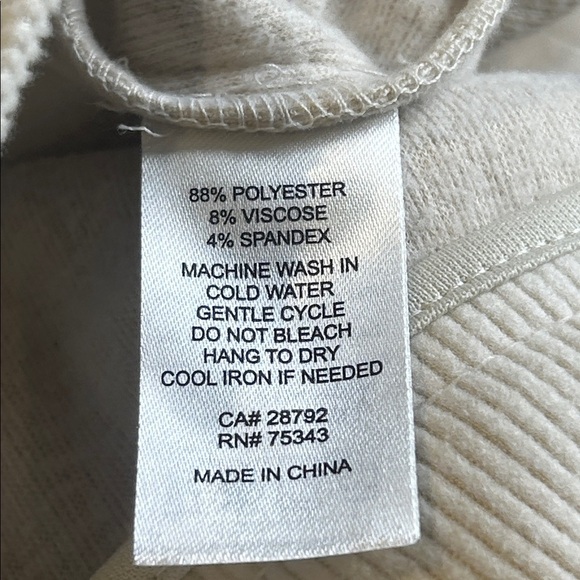 88% POLYESTER
8% VISCOSE
4% SPANDEX
MACHINE WASH IN
COLD WATER
GENTLE CYCLE
DO NOT BLEACH
HANG TO DRY
COOL IRON IF NEEDED
CA# 28792
RN# 75343
MADE IN CHINA